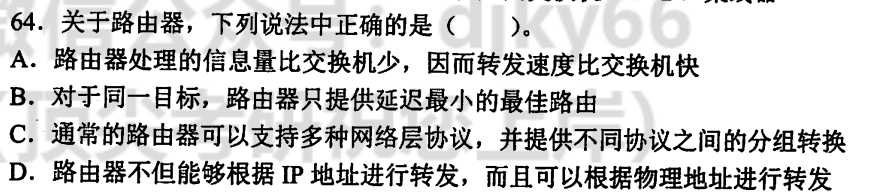 64．关于路由器，下列说法中正确的是（ ）。
A．路由器处理的信息量比交换机少，因而转发速度比交换机快
B．对于同一目标，路由器只提供延迟最小的最佳路由
C．通常的路由器可以支持多种网络层协议，并提供不同协议之间的分组转换
D．路由器不但能够根据 IP 地址进行转发，而且可以根据物理地址进行转发